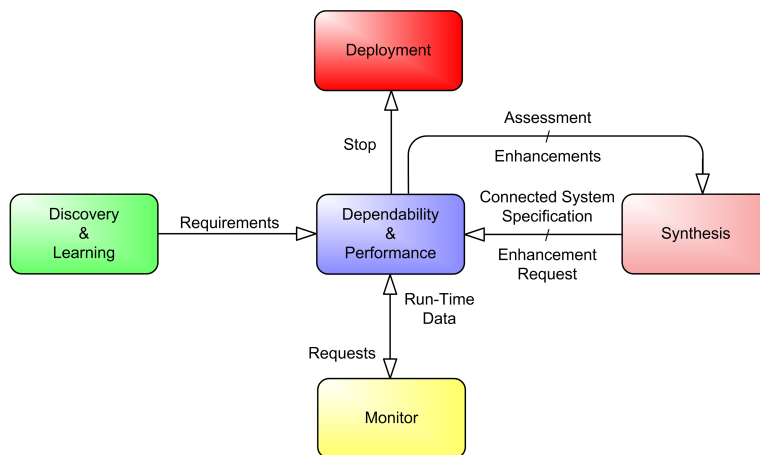 Deployment
Stop
Assessment
Enhancements
Discovery
&
Learning
Requirements
Dependability
&
Performance
Connected System
Specification
Enhancement
Request
Synthesis
Run-Time
Data
Requests
Monitor